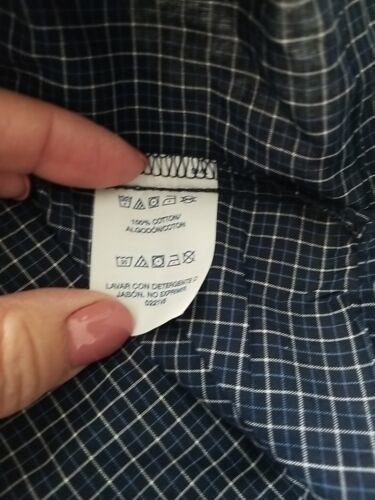 100% COTTON/
ALGODÓN/COTON
LAVAR CON DETERGENTE O
JABÓN. NO EXPRIMIR